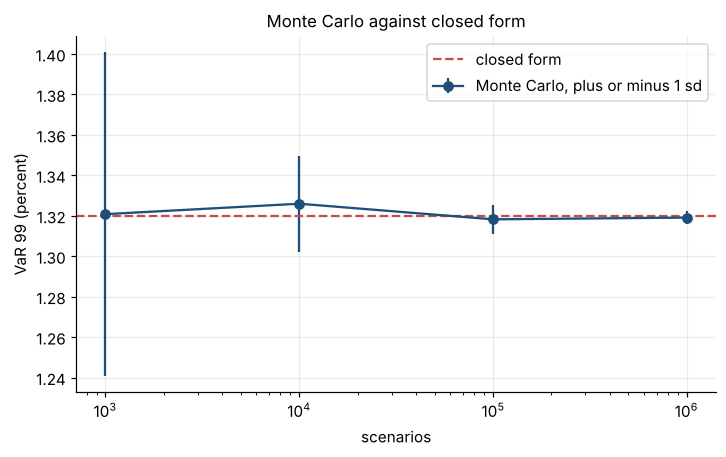 Monte Carlo against closed form
closed form
Monte Carlo, plus or minus 1 sd
VaR 99 (percent)
1.40
1.38
1.36
1.34
1.32
1.30
1.28
1.26
1.24
10³
10⁴
10⁵
10⁶
scenarios